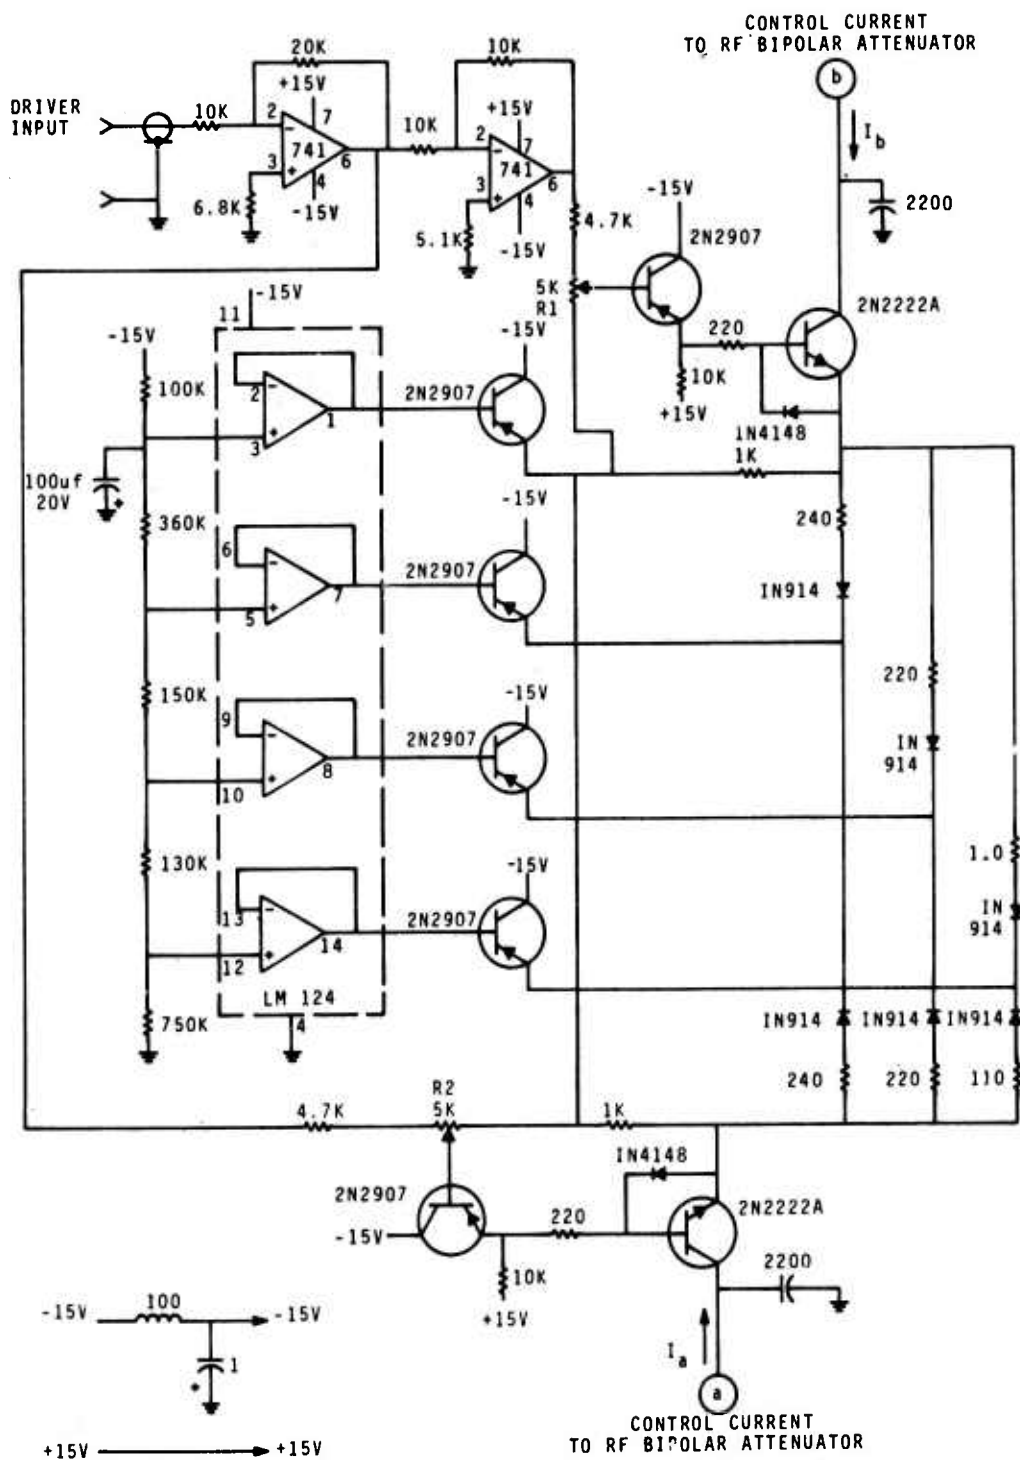 CONTROL CURRENT
TO RF BIPOLAR ATTENUATOR
b
I b
2200
20K
+15V
DRIVER
INPUT
10K
2
7
-
741
6
3
+
4
-15V
6.8K
10K
10K
+15V
2
7
-
741
6
3
+
4
-15V
5.1K
4.7K
5K
R1
-15V
2N2907
220
10K
+15V
2N2222A
1N4148
1K
-15V
11
-15V
100K
2
-
1
3
+
2N2907
-15V
100uf
20V
+
360K
6
-
7
5
+
2N2907
-15V
240
IN914
150K
9
-
8
10
+
2N2907
-15V
220
IN
914
130K
13
-
14
12
+
2N2907
-15V
1.0
IN
914
750K
LM 124
4
IN914
IN914
IN914
240
220
110
4.7K
R2
5K
1K
IN4148
2N2907
-15V
220
10K
+15V
2N2222A
2200
I a
a
CONTROL CURRENT
TO RF BIPOLAR ATTENUATOR
-15V
100
-15V
1
+
+15V
+15V